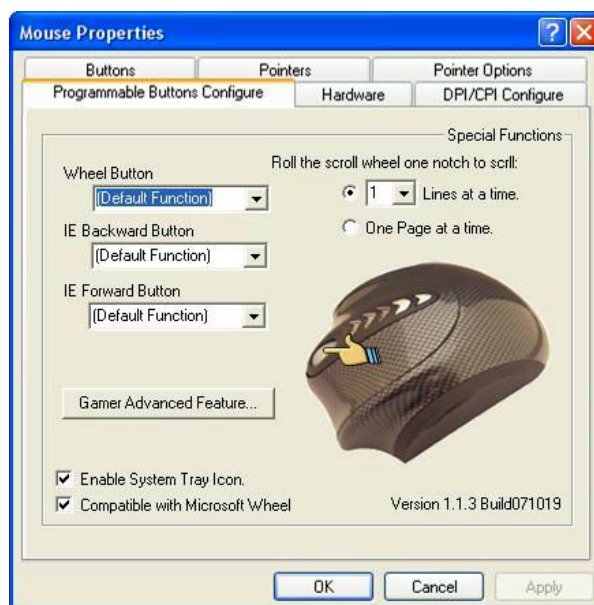 Mouse Properties
Buttons
Pointers
Pointer Options
Programmable Buttons Configure
Hardware
DPI/CPI Configure
Special Functions
Wheel Button
(Default Function)
IE Backward Button
(Default Function)
IE Forward Button
(Default Function)
Gamer Advanced Feature...
Roll the scroll wheel one notch to scrll:
1 Lines at a time.
One Page at a time.
Enable System Tray Icon.
Compatible with Microsoft Wheel
Version 1.1.3 Build071019
OK
Cancel
Apply